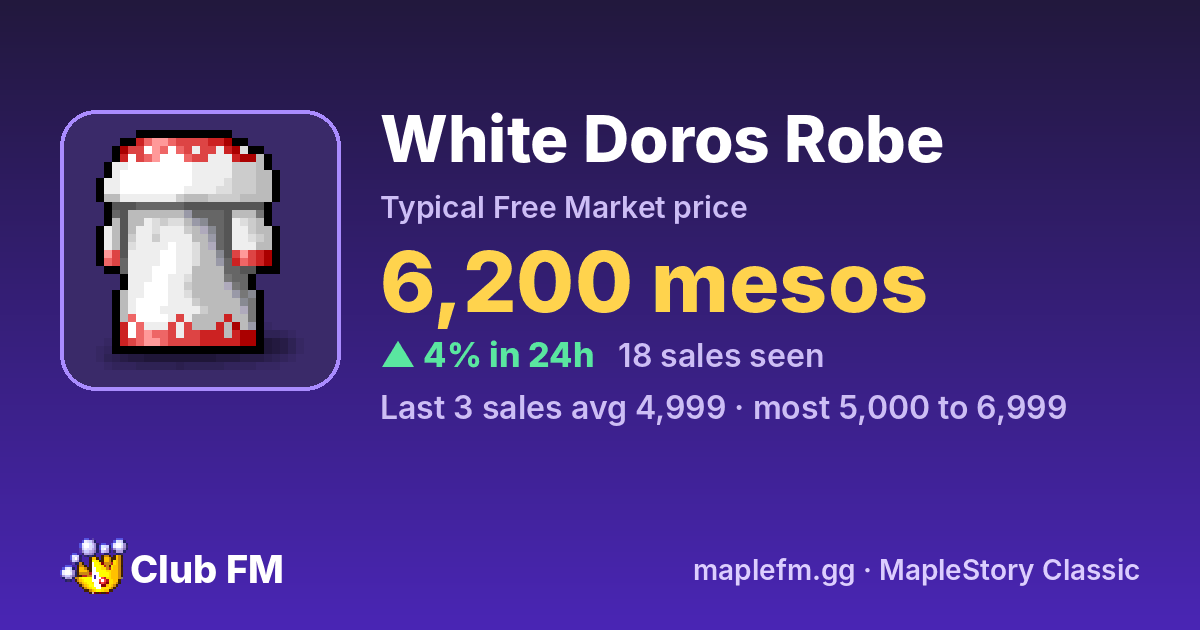 White Doros Robe
Typical Free Market price
6,200 mesos
▲ 4% in 24h 18 sales seen
Last 3 sales avg 4,999 · most 5,000 to 6,999
Club FM
maplefm.gg · MapleStory Classic